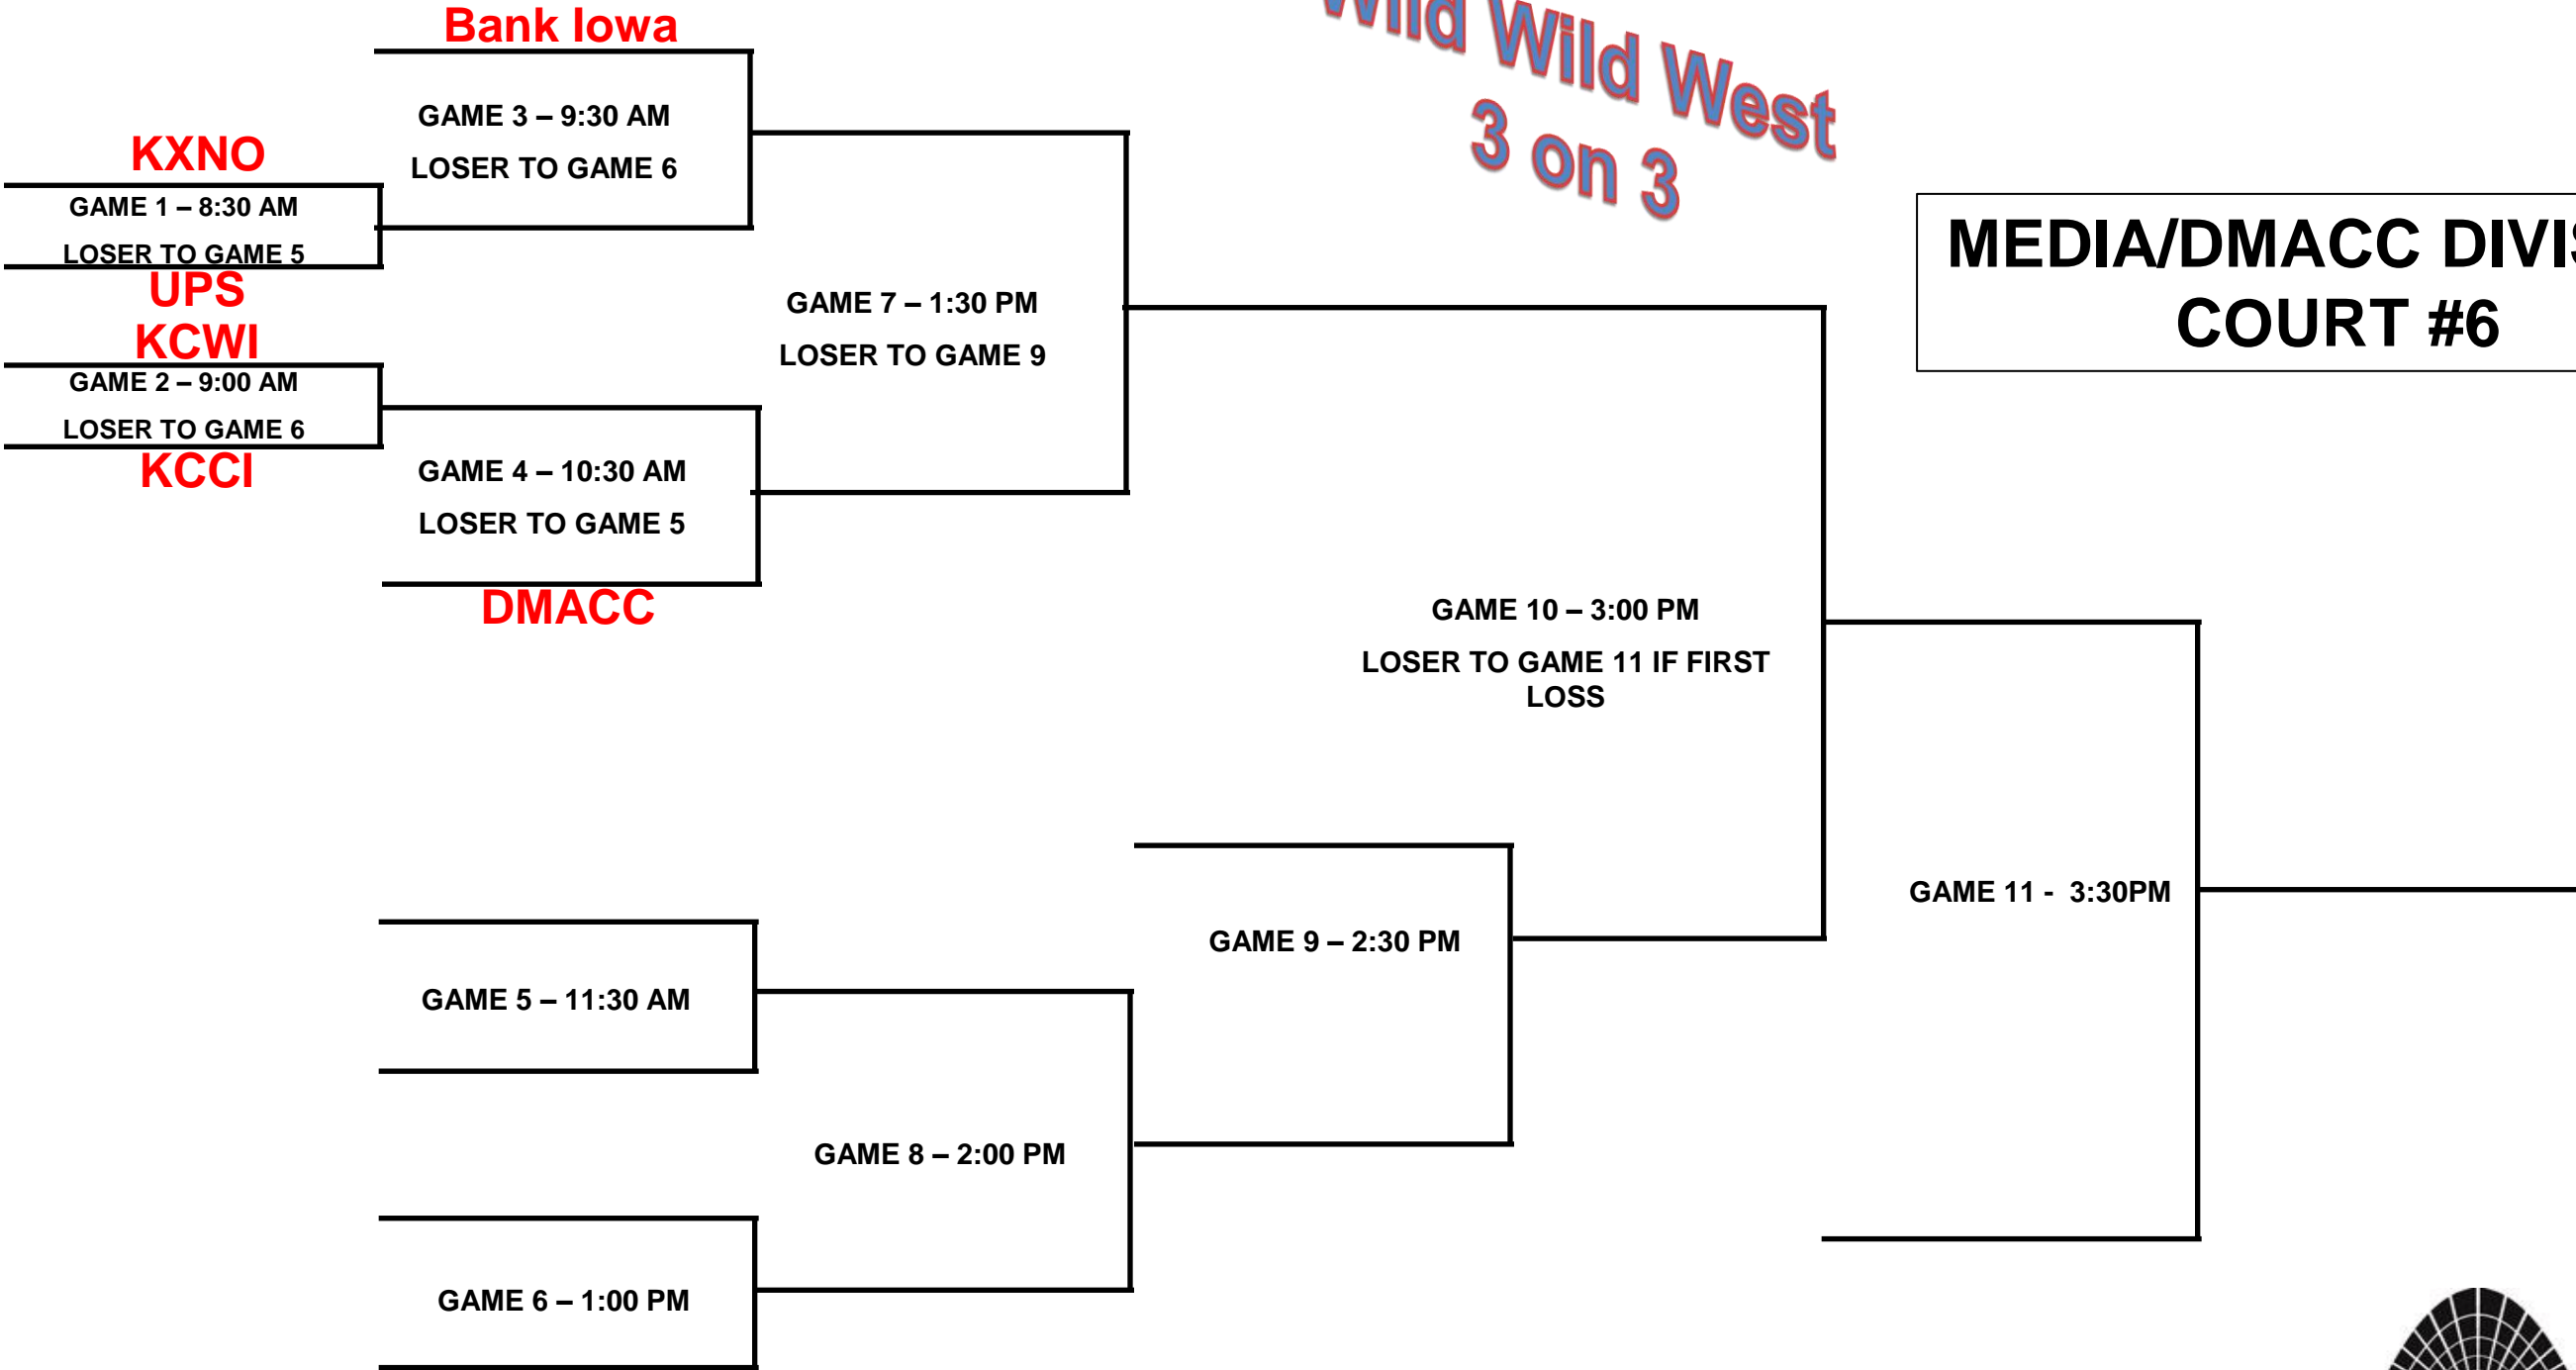 Bank Iowa
Wild Wild West
3 on 3
GAME 3 – 9:30 AM
LOSER TO GAME 6
KXNO
GAME 1 – 8:30 AM
LOSER TO GAME 5
UPS
KCWI
GAME 2 – 9:00 AM
LOSER TO GAME 6
KCCI
MEDIA/DMACC
COURT #6
GAME 7 – 1:30 PM
LOSER TO GAME 9
GAME 4 – 10:30 AM
LOSER TO GAME 5
DMACC
GAME 10 – 3:00 PM
LOSER TO GAME 11 IF FIRST
LOSS
GAME 11 - 3:30PM
GAME 9 – 2:30 PM
GAME 5 – 11:30 AM
GAME 8 – 2:00 PM
GAME 6 – 1:00 PM